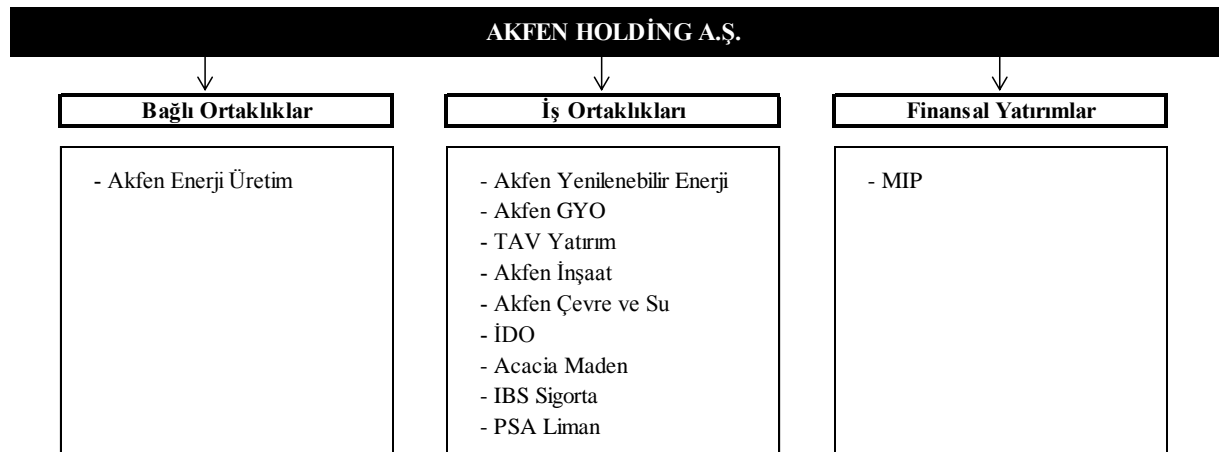 AKFEN HOLDİNG A.Ş.
Bağlı Ortaklıklar
- Akfen Enerji Üretim
İş Ortaklıkları
- Akfen Yenilenebilir Enerji
- Akfen GYO
- TAV Yatırım
- Akfen İnşaat
- Akfen Çevre ve Su
- İDO
- Acacia Maden
- IBS Sigorta
- PSA Liman
Finansal Yatırımlar
- MIP